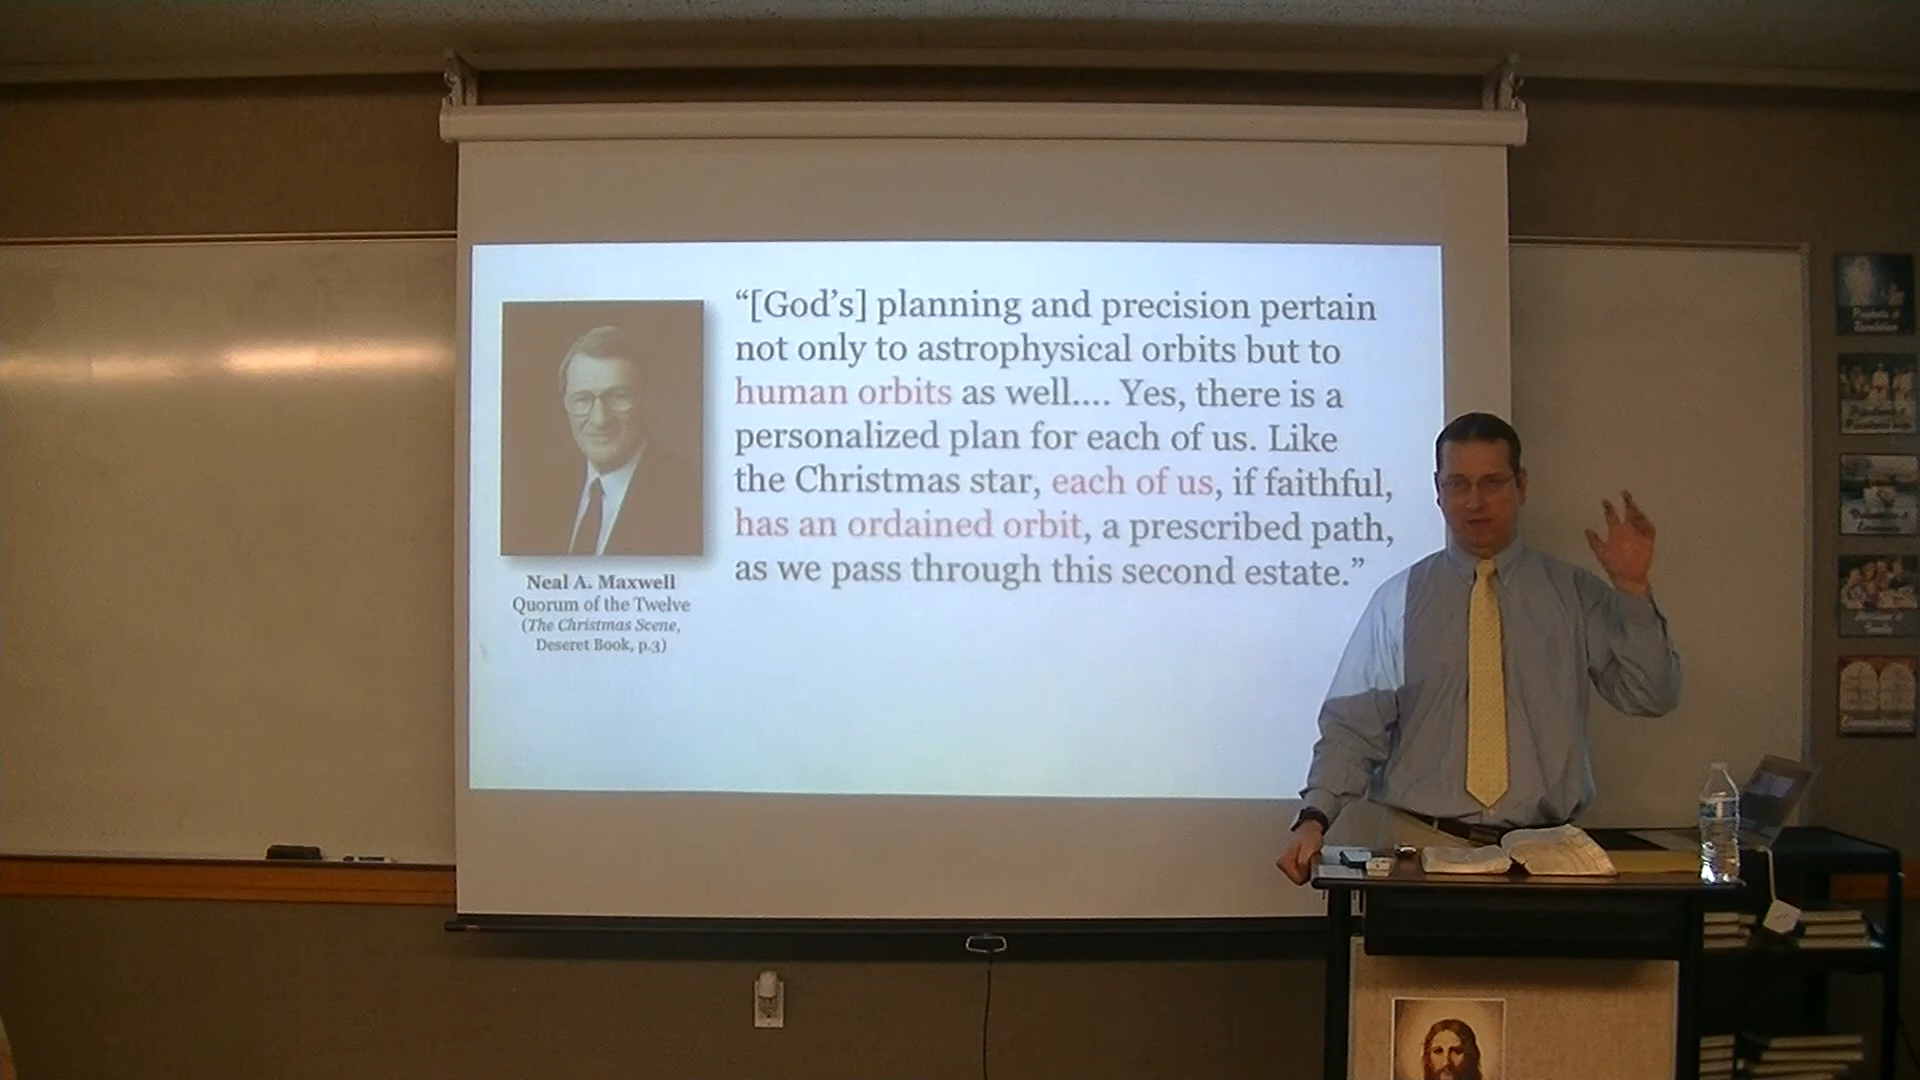 “[God’s] planning and precision pertain
not only to astrophysical orbits but to
human orbits as well.... Yes, there is a
personalized plan for each of us. Like
the Christmas star, each of us, if faithful,
has an ordained orbit, a prescribed path,
as we pass through this second estate.”
Neal A. Maxwell
Quorum of the Twelve
(The Christmas Scene,
Deseret Book, p.3)